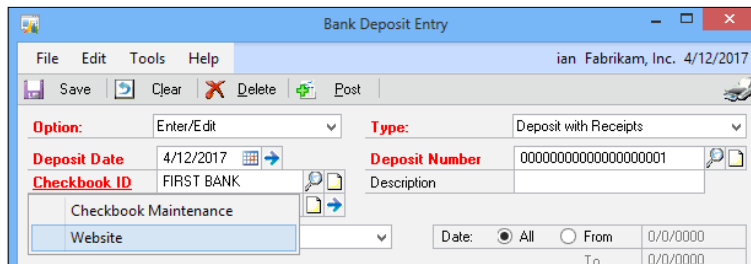 Bank Deposit Entry
File Edit Tools Help ian Fabrikam, Inc. 4/12/2017
Save Clear Delete Post
Option: Enter/Edit Type: Deposit with Receipts
Deposit Date 4/12/2017 Deposit Number 00000000000000000001
Checkbook ID FIRST BANK Description
Checkbook Maintenance
Website Date: All From 0/0/0000
To 0/0/0000